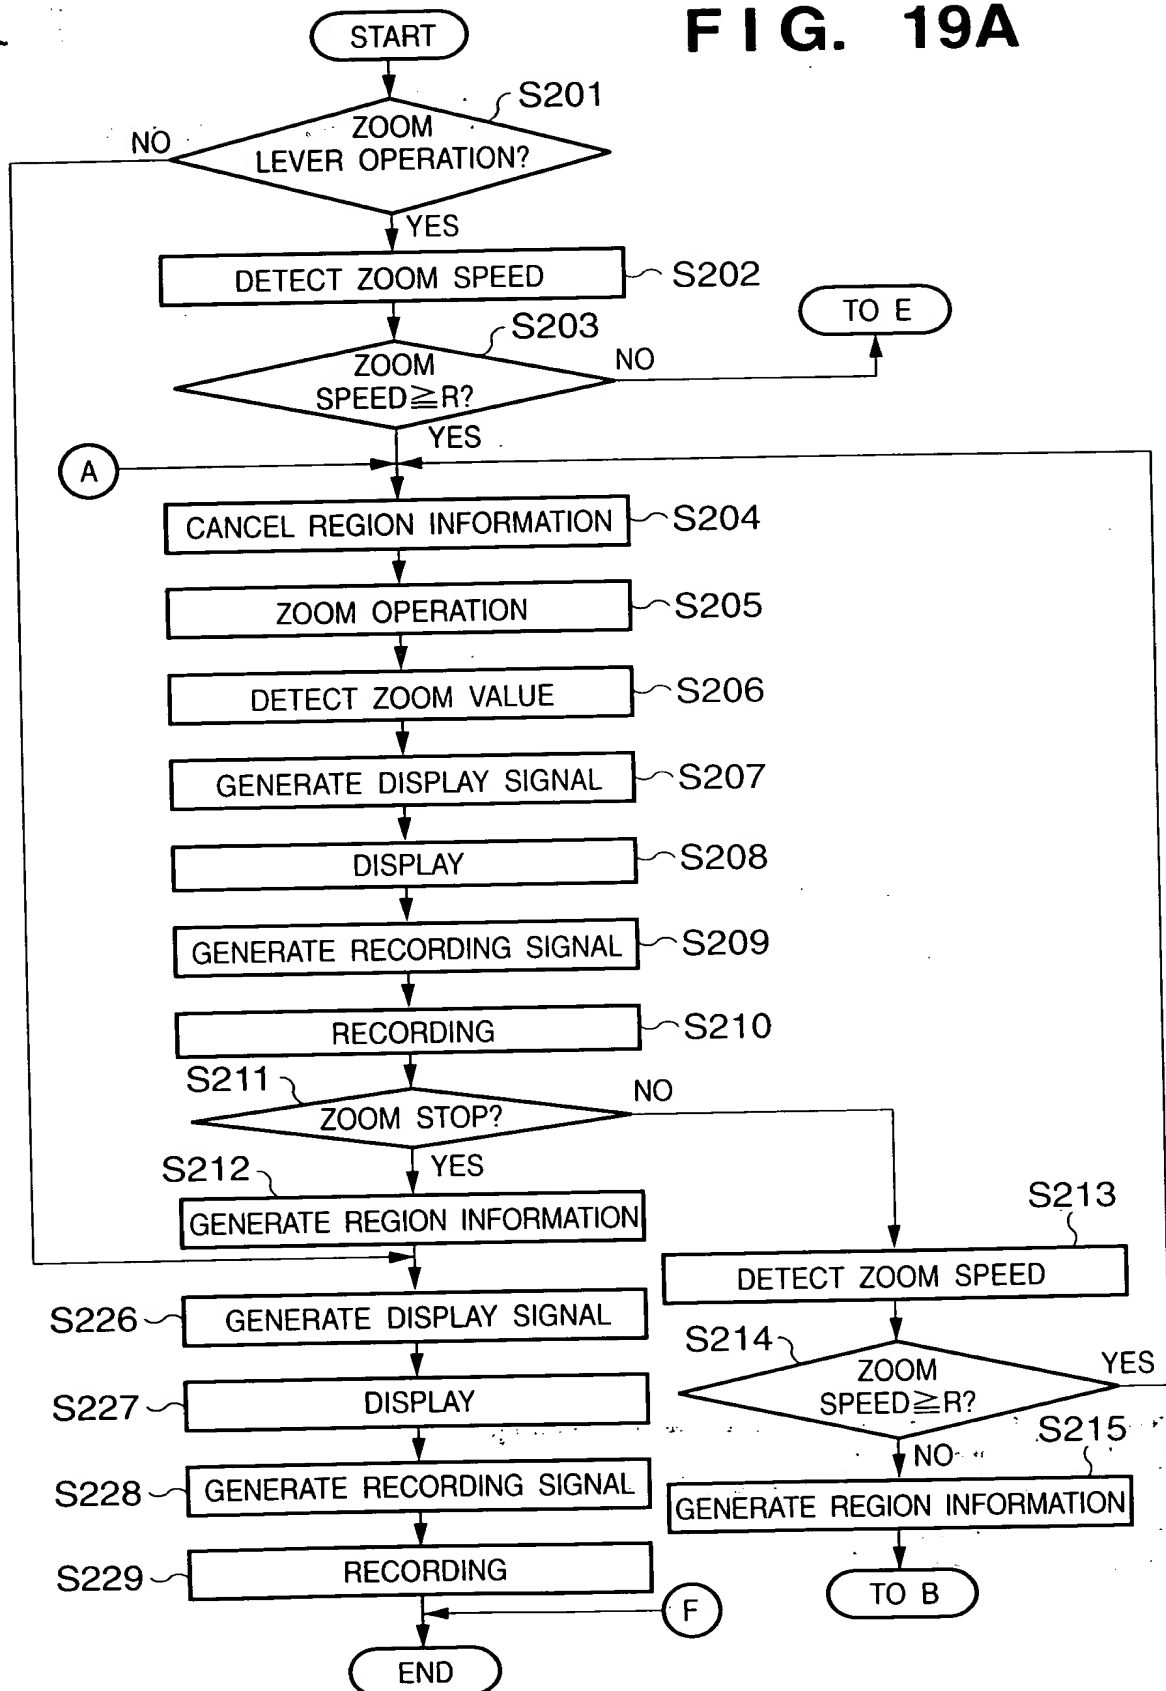 FIG. 19A
START
S201
ZOOM
LEVER OPERATION?
NO
YES
DETECT ZOOM SPEED
S202
TO E
S203
ZOOM
SPEED≧R?
NO
YES
A
CANCEL REGION INFORMATION
S204
ZOOM OPERATION
S205
DETECT ZOOM VALUE
S206
GENERATE DISPLAY SIGNAL
S207
DISPLAY
S208
GENERATE RECORDING SIGNAL
S209
RECORDING
S210
S211
ZOOM STOP?
NO
YES
S212
GENERATE REGION INFORMATION
S213
DETECT ZOOM SPEED
S226
GENERATE DISPLAY SIGNAL
S214
ZOOM
SPEED≧R?
YES
S227
DISPLAY
NO
S215
S228
GENERATE RECORDING SIGNAL
GENERATE REGION INFORMATION
S229
RECORDING
TO B
F
END